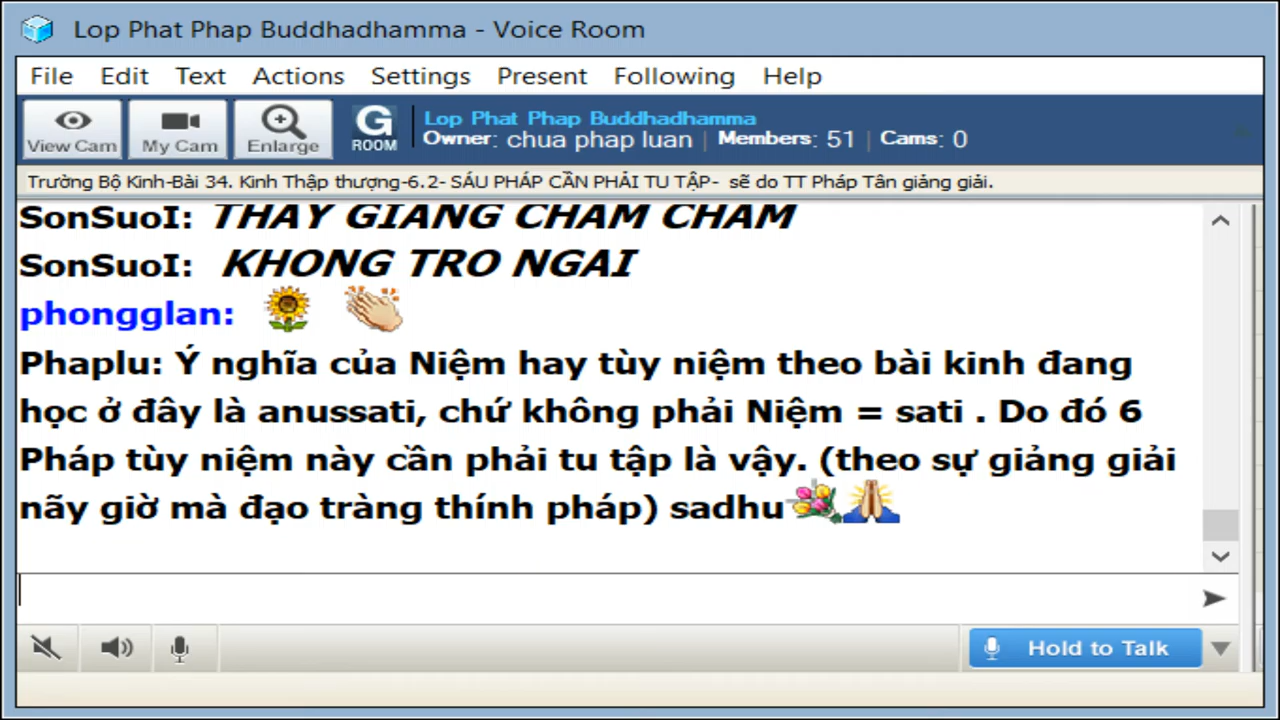 Lop Phat Phap Buddhadhamma - Voice Room
File Edit Text Actions Settings Present Following Help
View Cam My Cam Enlarge G ROOM
Lop Phat Phap Buddhadhamma
Owner: chua phap luan | Members: 51 | Cams: 0
Trường Bộ Kinh-Bài 34. Kinh Thập thượng-6.2- SÁU PHÁP CẦN PHẢI TU TẬP- sẽ do TT Pháp Tân giảng giải.
SonSuoI: THAY GIANG CHAM CHAM
SonSuoI: KHONG TRO NGAI
phongglan:
Phaplu: Ý nghĩa của Niệm hay tùy niệm theo bài kinh đang
học ở đây là anussati, chứ không phải Niệm = sati . Do đó 6
Pháp tùy niệm này cần phải tu tập là vậy. (theo sự giảng giải
nãy giờ mà đạo tràng thính pháp) sadhu
Hold to Talk